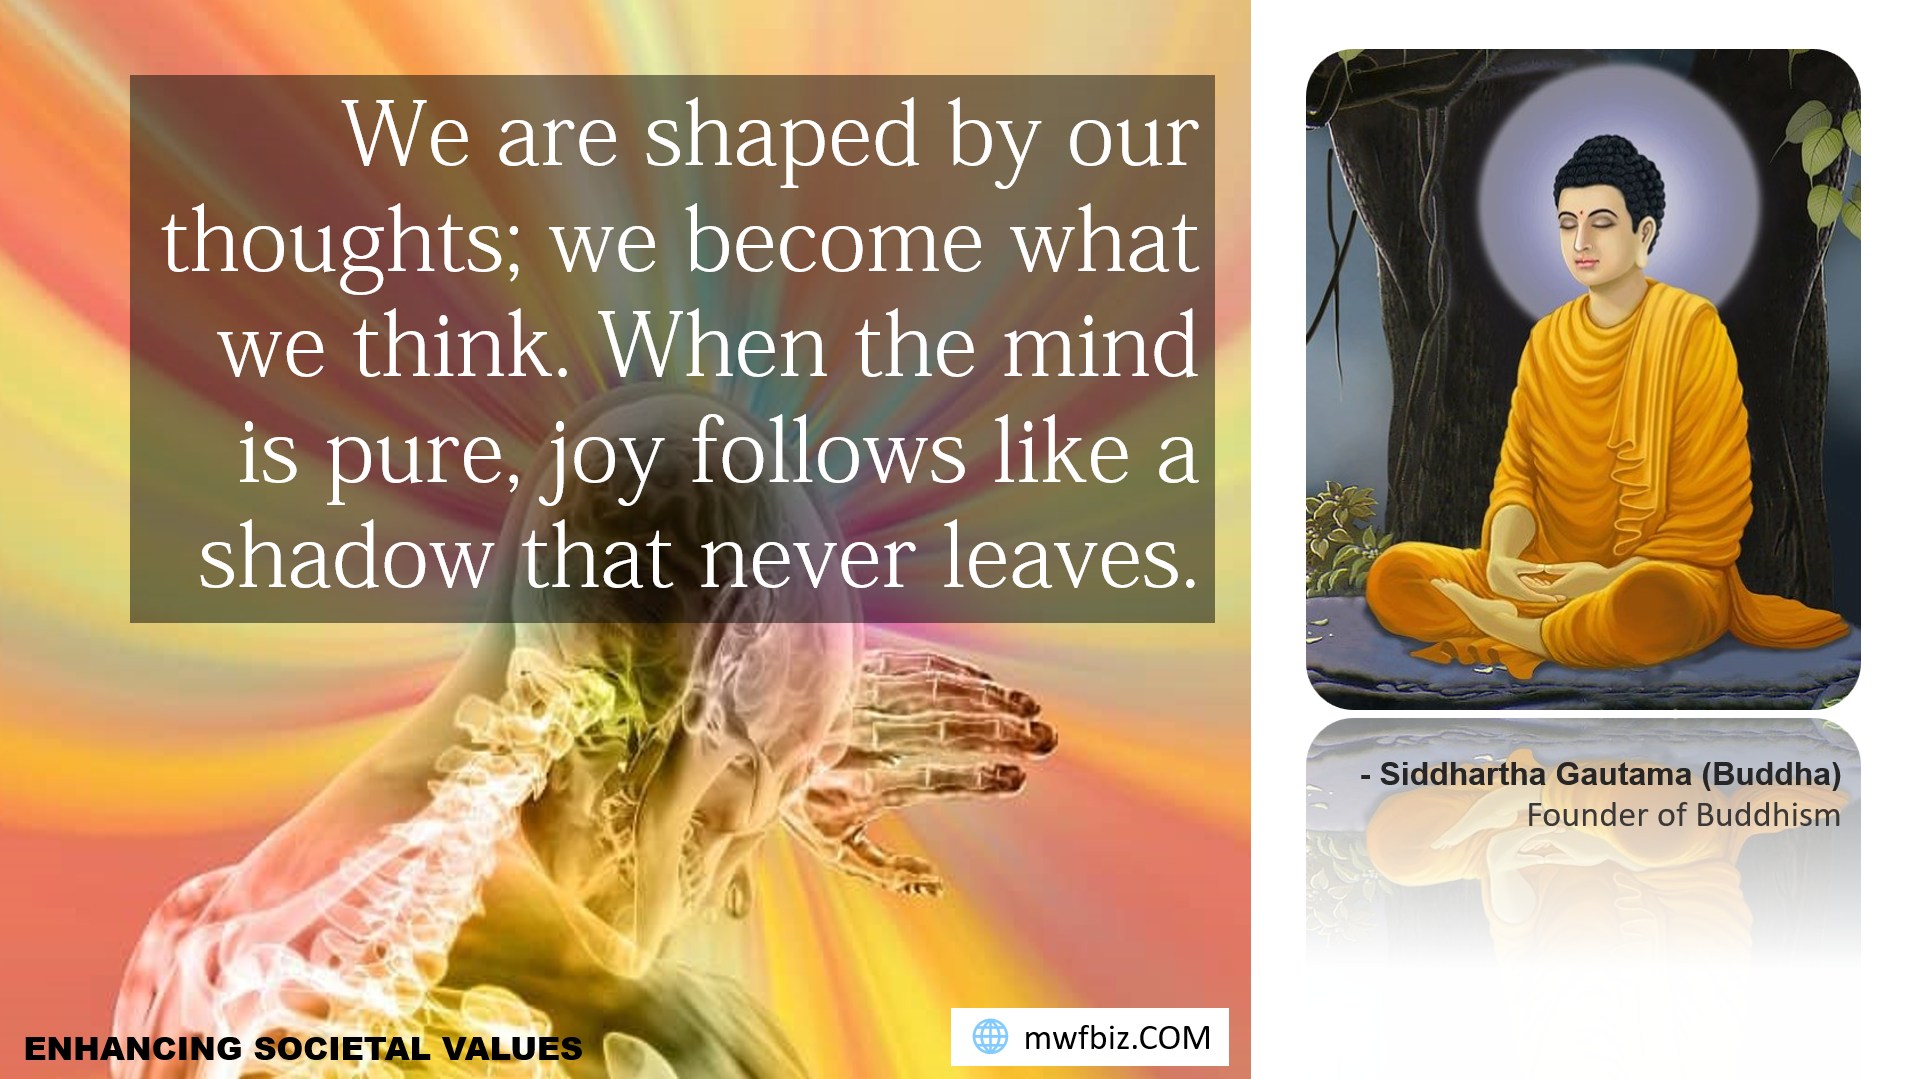 We are shaped by our
thoughts; we become what
we think. When the mind
is pure, joy follows like a
shadow that never leaves.
- Siddhartha Gautama (Buddha)
Founder of Buddhism
ENHANCING SOCIETAL VALUES
mwfbiz.COM